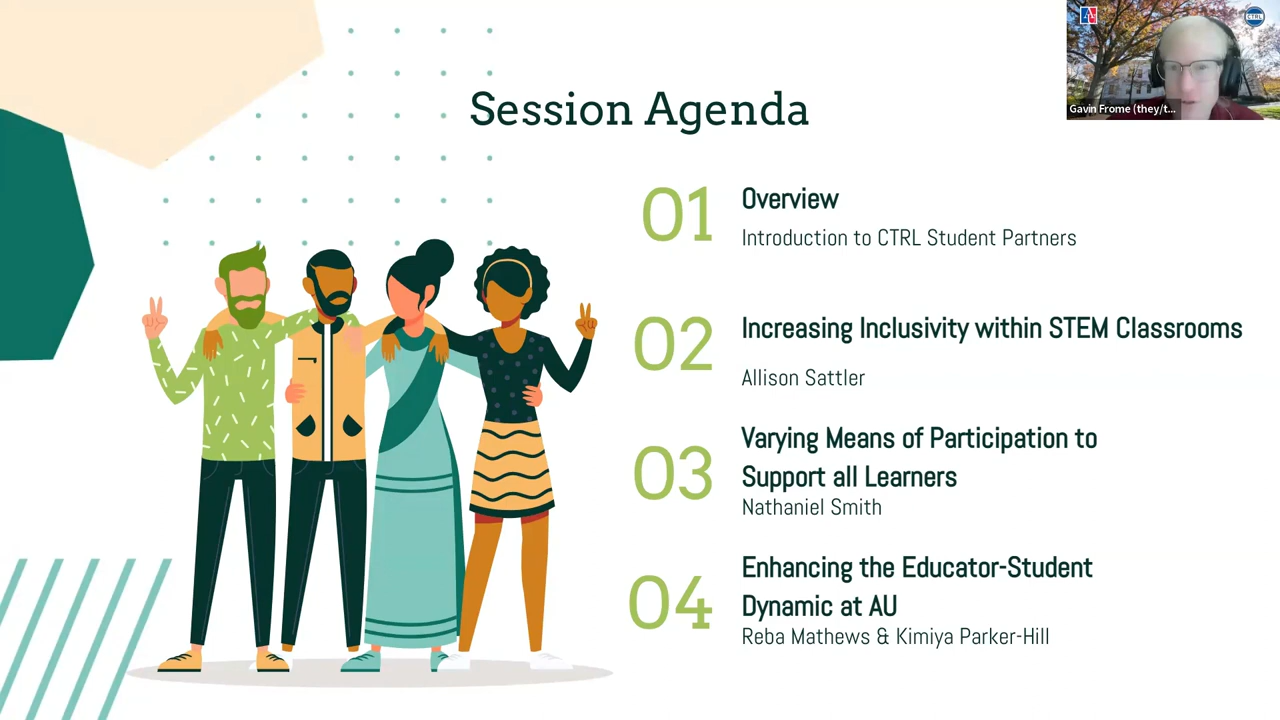 Session Agenda
CTRL
Gavin Frome (they/t...
01
Overview
Introduction to CTRL Student Partners
02
Increasing Inclusivity within STEM Classrooms
Allison Sattler
03
Varying Means of Participation to
Support all Learners
Nathaniel Smith
04
Enhancing the Educator-Student
Dynamic at AU
Reba Mathews & Kimiya Parker-Hill